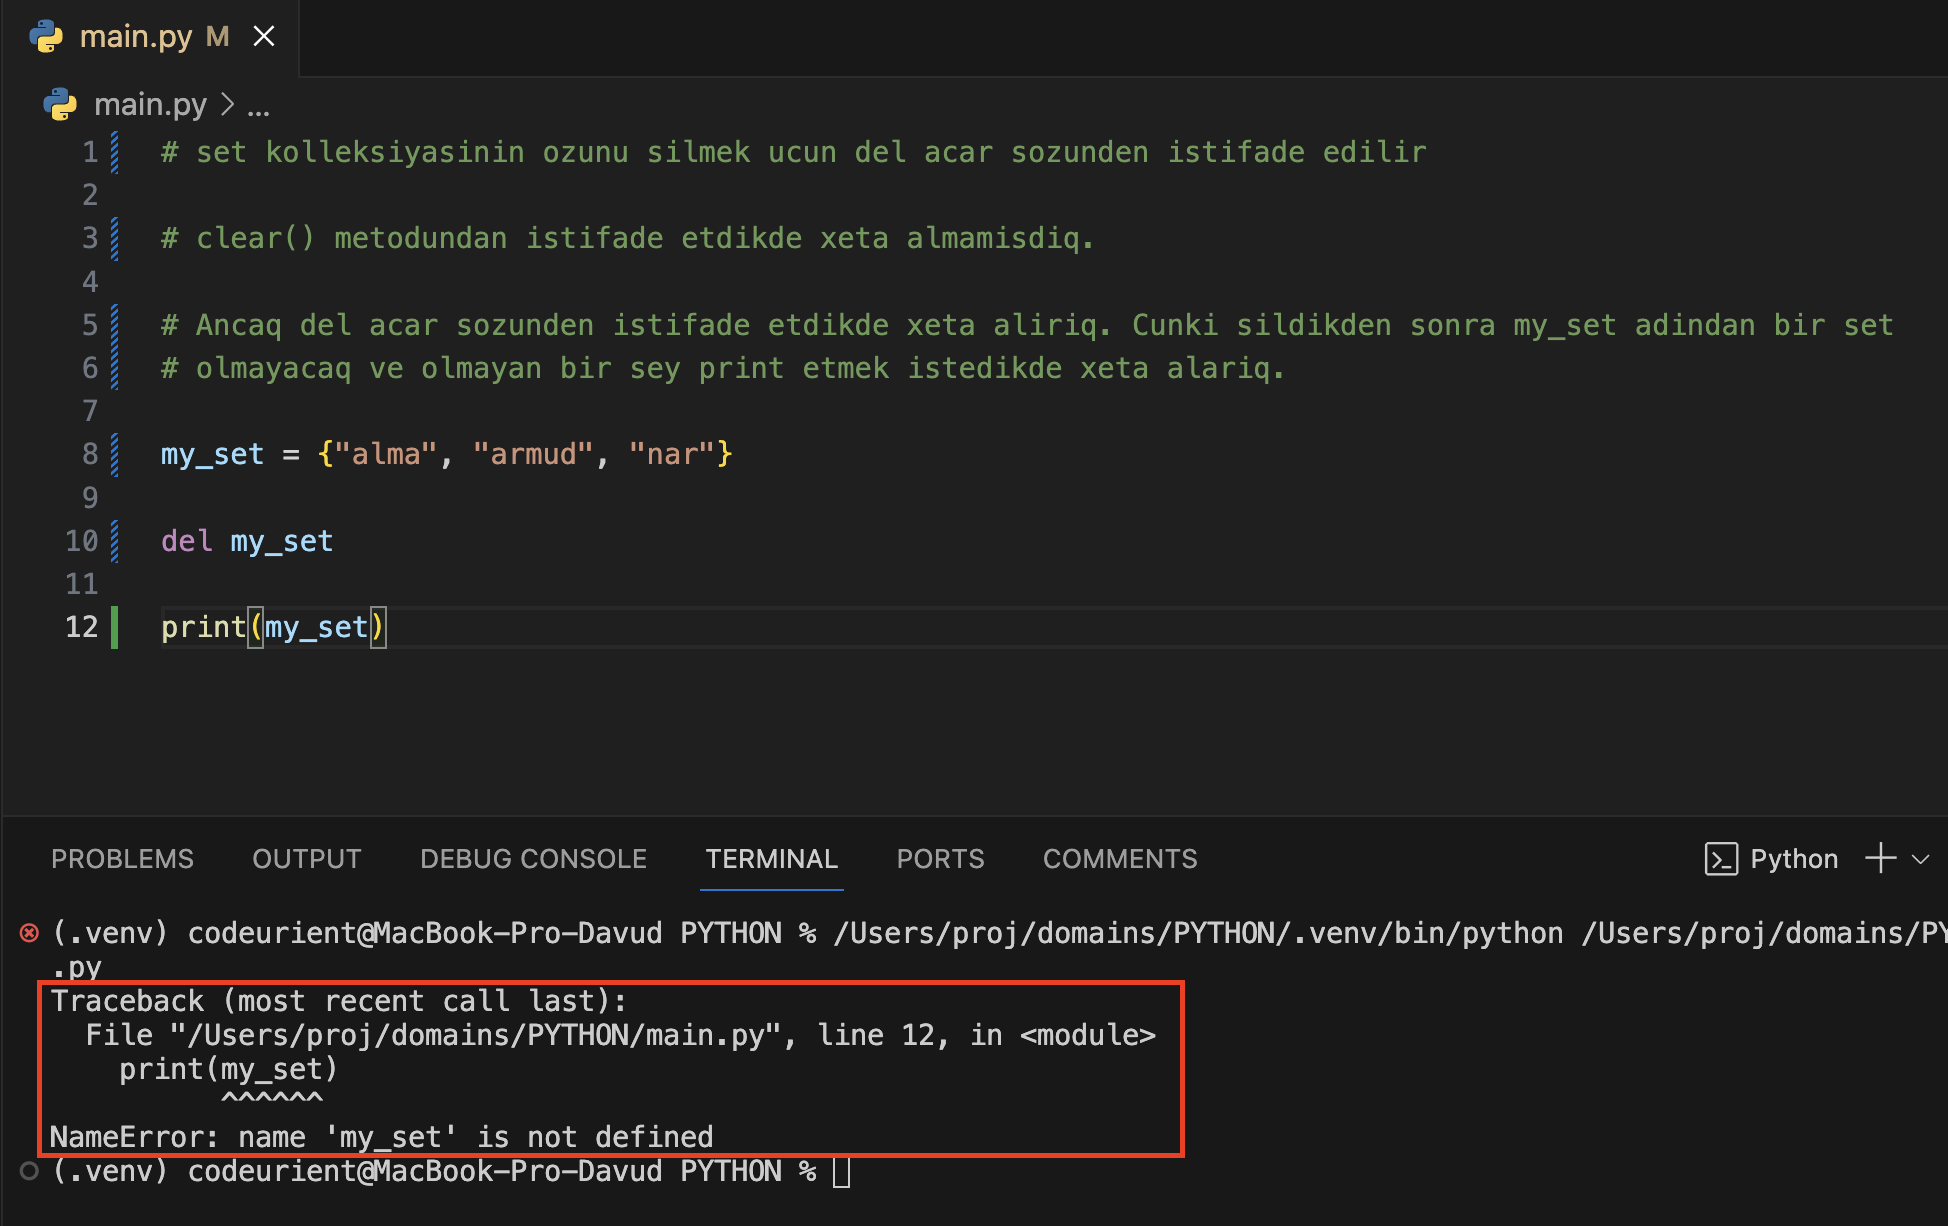 main.py M
main.py > ...
1 # set kolleksiyasinin ozunu silmek ucun del acar sozunden istifade edilir
2
3 # clear() metodundan istifade etdikde xeta almamisdiq.
4
5 # Ancaq del acar sozunden istifade etdikde xeta aliriq. Cunki sildikden sonra my_set adindan bir set
6 # olmayacaq ve olmayan bir sey print etmek istedikde xeta alariq.
7
8 my_set = {"alma", "armud", "nar"}
9
10 del my_set
11
12 print(my_set)
PROBLEMS OUTPUT DEBUG CONSOLE TERMINAL PORTS COMMENTS Python
(.venv) codeurient@MacBook-Pro-Davud PYTHON % /Users/proj/domains/PYTHON/.venv/bin/python /Users/proj/domains/PY
.py
Traceback (most recent call last):
File "/Users/proj/domains/PYTHON/main.py", line 12, in <module>
print(my_set)
^^^^^^
NameError: name 'my_set' is not defined
(.venv) codeurient@MacBook-Pro-Davud PYTHON %